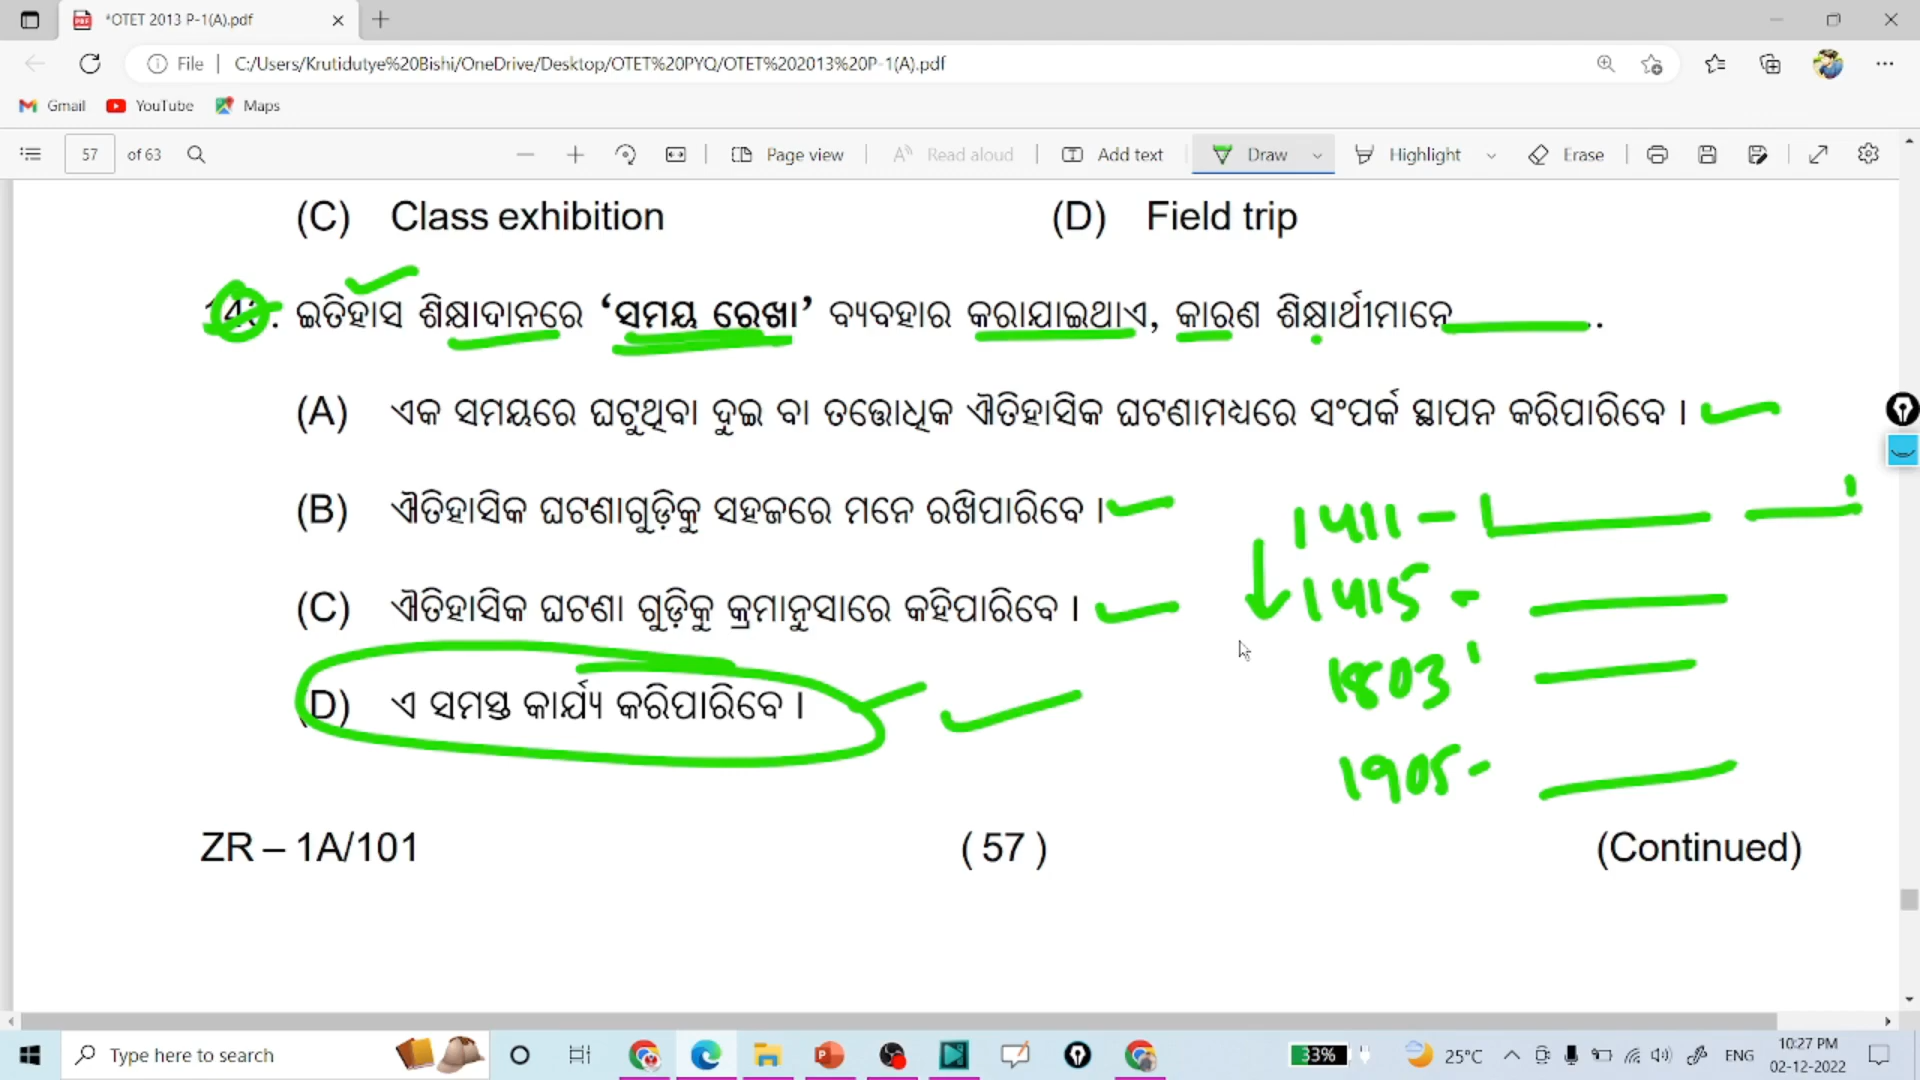 *OTET 2013 P-1(A).pdf
File | C:/Users/Krutidutye%20Bishi/OneDrive/Desktop/OTET%20PYQ/OTET%202013%20P-1(A).pdf
Gmail YouTube Maps
57 of 63 Page view Read aloud Add text Draw Highlight Erase
(C) Class exhibition (D) Field trip
ଇତିହାସ ଶିକ୍ଷାଦାନରେ ‘ସମୟ ରେଖା’ ବ୍ୟବହାର କରାଯାଇଥାଏ, କାରଣ ଶିକ୍ଷାର୍ଥୀମାନେ
(A) ଏକ ସମୟରେ ଘଟୁଥିବା ଦୁଇ ବା ତତ୍ତୋଧିକ ଐତିହାସିକ ଘଟଣାମଧ୍ୟରେ ସଂପର୍କ ସ୍ଥାପନ କରିପାରିବେ ।
(B) ଐତିହାସିକ ଘଟଣାଗୁଡ଼ିକୁ ସହଜରେ ମନେ ରଖିପାରିବେ ।
1411 -
(C) ଐତିହାସିକ ଘଟଣା ଗୁଡ଼ିକୁ କ୍ରମାନୁସାରେ କହିପାରିବେ ।
1415 -
1803
(D) ଏ ସମସ୍ତ କାର୍ଯ୍ୟ କରିପାରିବେ ।
1905 -
ZR – 1A/101 ( 57 ) (Continued)
Type here to search 33% 25°C ENG 10:27 PM
02-12-2022